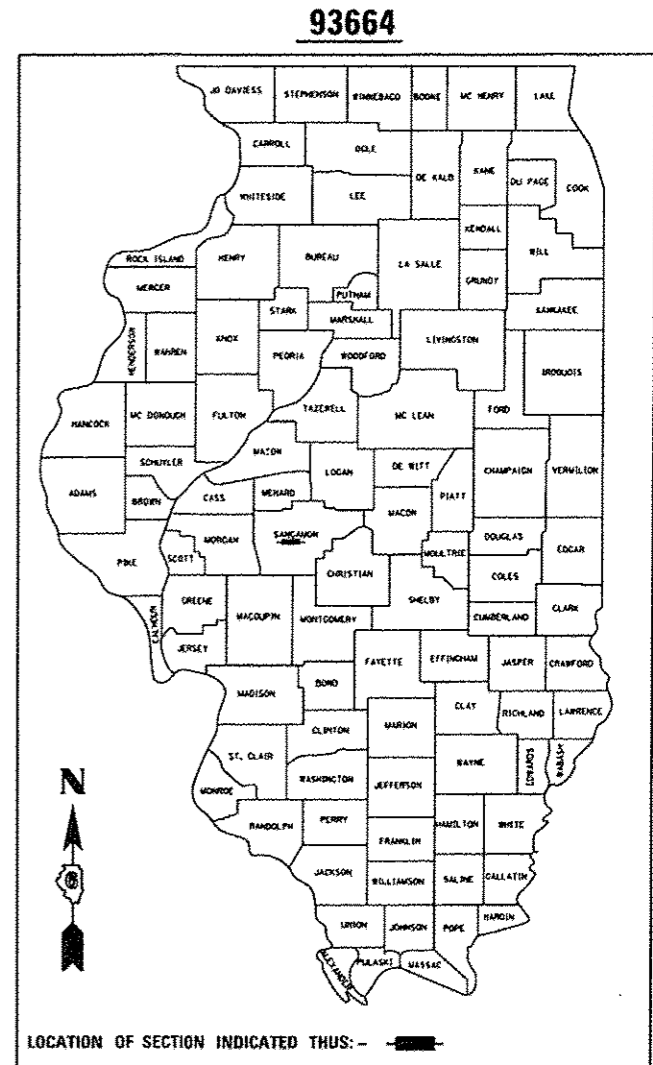 93664
JO DAVIESS STEPHENSON WINNEBAGO BOONE MC HENRY LAKE
CARROLL OGLE
DE KALB KANE DU PAGE COOK
WHITESIDE LEE
KENDALL
ROCK ISLAND HENRY BUREAU LA SALLE WILL
MERCER PUTNAM GRUNDY
STARK MARSHALL KANKAKEE
HENDERSON WARREN KNOX PEORIA WOODFORD LIVINGSTON
IROQUOIS
HANCOCK MC DONOUGH FULTON TAZEWELL MC LEAN FORD
SCHUYLER MASON LOGAN DE WITT
ADAMS BROWN CASS MENARD PIATT CHAMPAIGN VERMILION
MACON
SANGAMON DOUGLAS
PIKE SCOTT MORGAN MOULTRIE EDGAR
CHRISTIAN COLES
CALHOUN GREENE MACOUPIN MONTGOMERY SHELBY CUMBERLAND CLARK
JERSEY FAYETTE EFFINGHAM JASPER CRAWFORD
MADISON BOND
CLAY RICHLAND LAWRENCE
CLINTON MARION
ST. CLAIR WAYNE EDWARDS WABASH
WASHINGTON JEFFERSON
MONROE
N
RANDOLPH PERRY HAMILTON WHITE
FRANKLIN
JACKSON WILLIAMSON SALINE GALLATIN
UNION JOHNSON POPE HARDIN
ALEXANDER PULASKI MASSAC
LOCATION OF SECTION INDICATED THUS: -